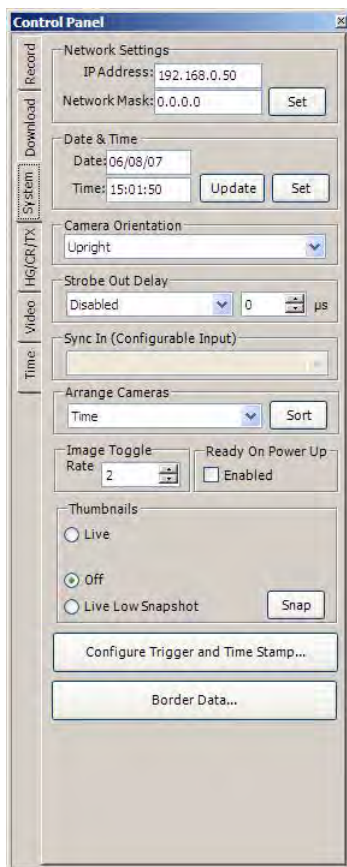 Control Panel
Record
Download
System
HG/CR/TX
Video
Time
Network Settings
IP Address: 192.168.0.50
Network Mask: 0.0.0.0 Set
Date & Time
Date: 06/08/07
Time: 15:01:50 Update Set
Camera Orientation
Upright
Strobe Out Delay
Disabled 0 µs
Sync In (Configurable Input)
Arrange Cameras
Time Sort
Image Toggle
Rate 2
Ready On Power Up
Enabled
Thumbnails
Live
Off
Live Low Snapshot Snap
Configure Trigger and Time Stamp...
Border Data...